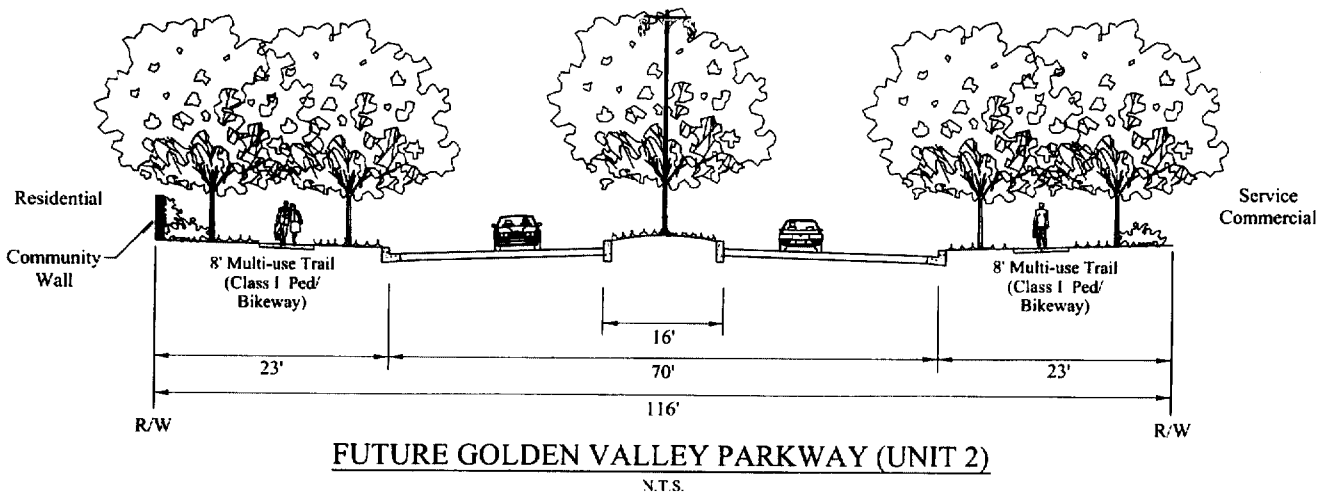 Residential
Community
Wall
8' Multi-use Trail
(Class I Ped/
Bikeway)
Service
Commercial
8' Multi-use Trail
(Class I Ped/
Bikeway)
16'
23'
70'
23'
116'
R/W
R/W
FUTURE GOLDEN VALLEY PARKWAY (UNIT 2)
N.T.S.